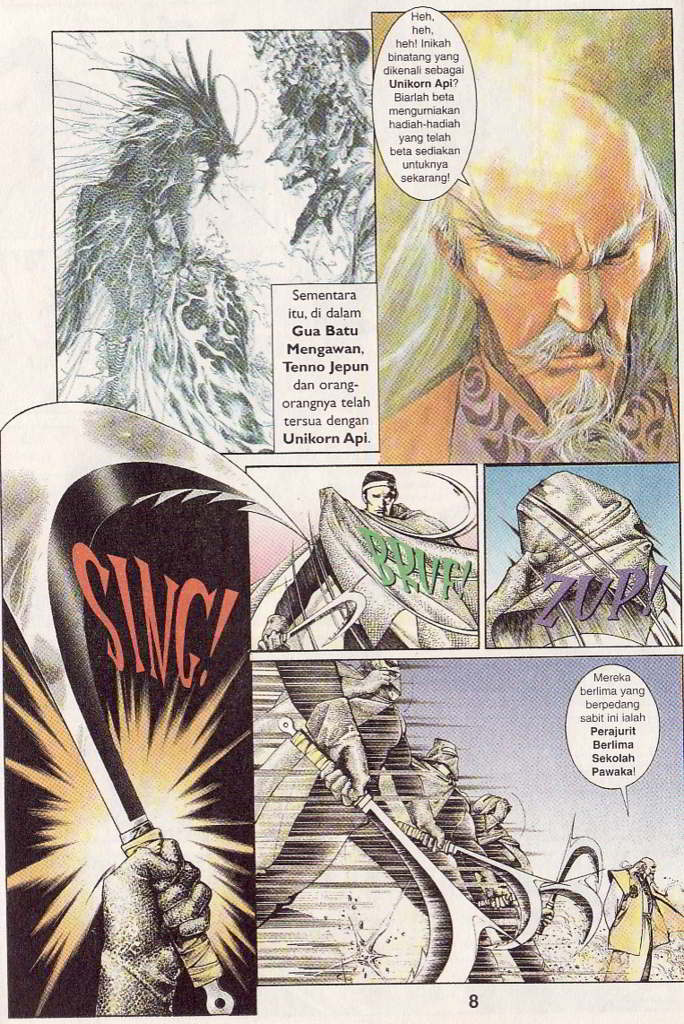 Heh,
heh,
heh! Inikah
binatang yang
dikenali sebagai
Unikorn Api?
Biarlah beta
mengurniakan
hadiah-hadiah
yang telah
beta sediakan
untuknya
sekarang!
Sementara
itu, di dalam
Gua Batu
Mengawan,
Tenno Jepun
dan orang-
orangnya telah
tersua dengan
Unikorn Api.
SING!
BRUF!
ZUP!
Mereka
berlima yang
berpedang
sabit ini ialah
Perajurit
Berlima
Sekolah
Pawaka!
8